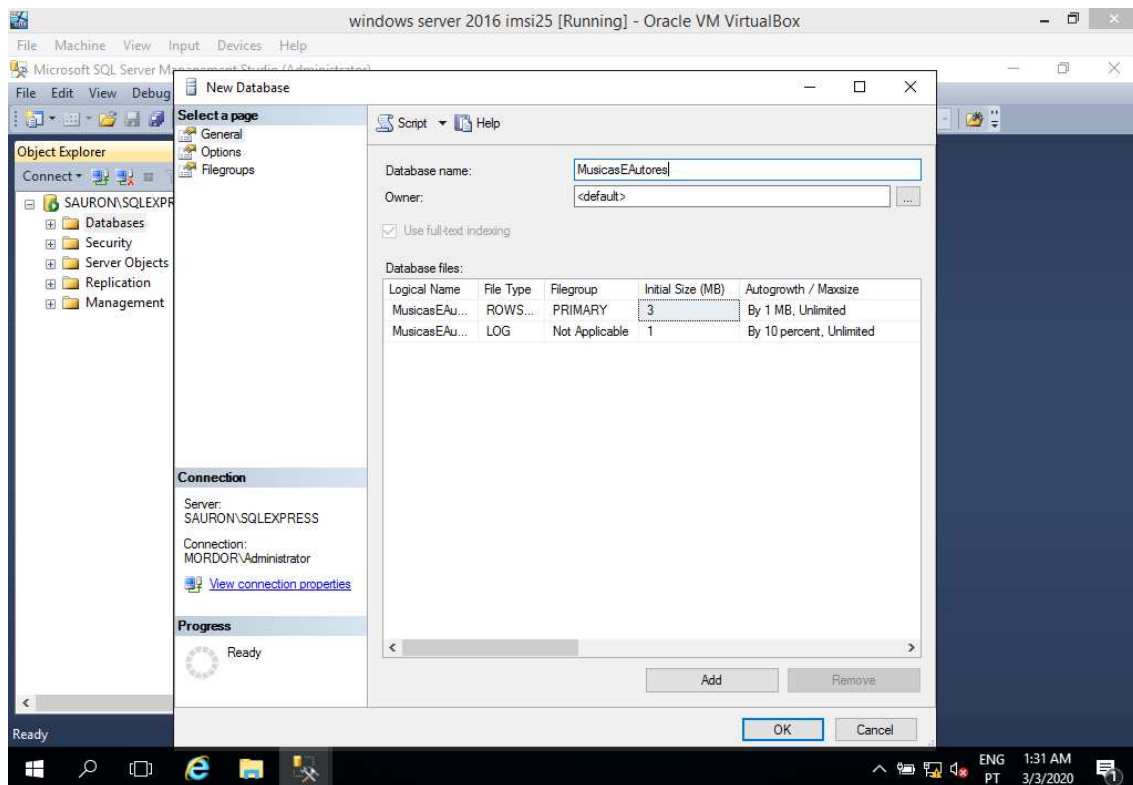 windows server 2016 imsi25 [Running] - Oracle VM VirtualBox
File Machine View Input Devices Help
Microsoft SQL Server Management Studio (Administrator)
File Edit View Debug
New Database
Select a page
General
Options
Filegroups
Script Help
Object Explorer
Connect
SAURON\SQLEXPR
Databases
Security
Server Objects
Replication
Management
Database name: MusicasEAutores
Owner: <default> ...
Use full-text indexing
Database files:
Logical Name File Type Filegroup Initial Size (MB) Autogrowth / Maxsize
MusicasEAu... ROWS... PRIMARY 3 By 1 MB, Unlimited
MusicasEAu... LOG Not Applicable 1 By 10 percent, Unlimited
Connection
Server:
SAURON\SQLEXPRESS
Connection:
MORDOR\Administrator
View connection properties
Progress
Ready
Add Remove
OK Cancel
Ready
ENG 1:31 AM
PT 3/3/2020
1